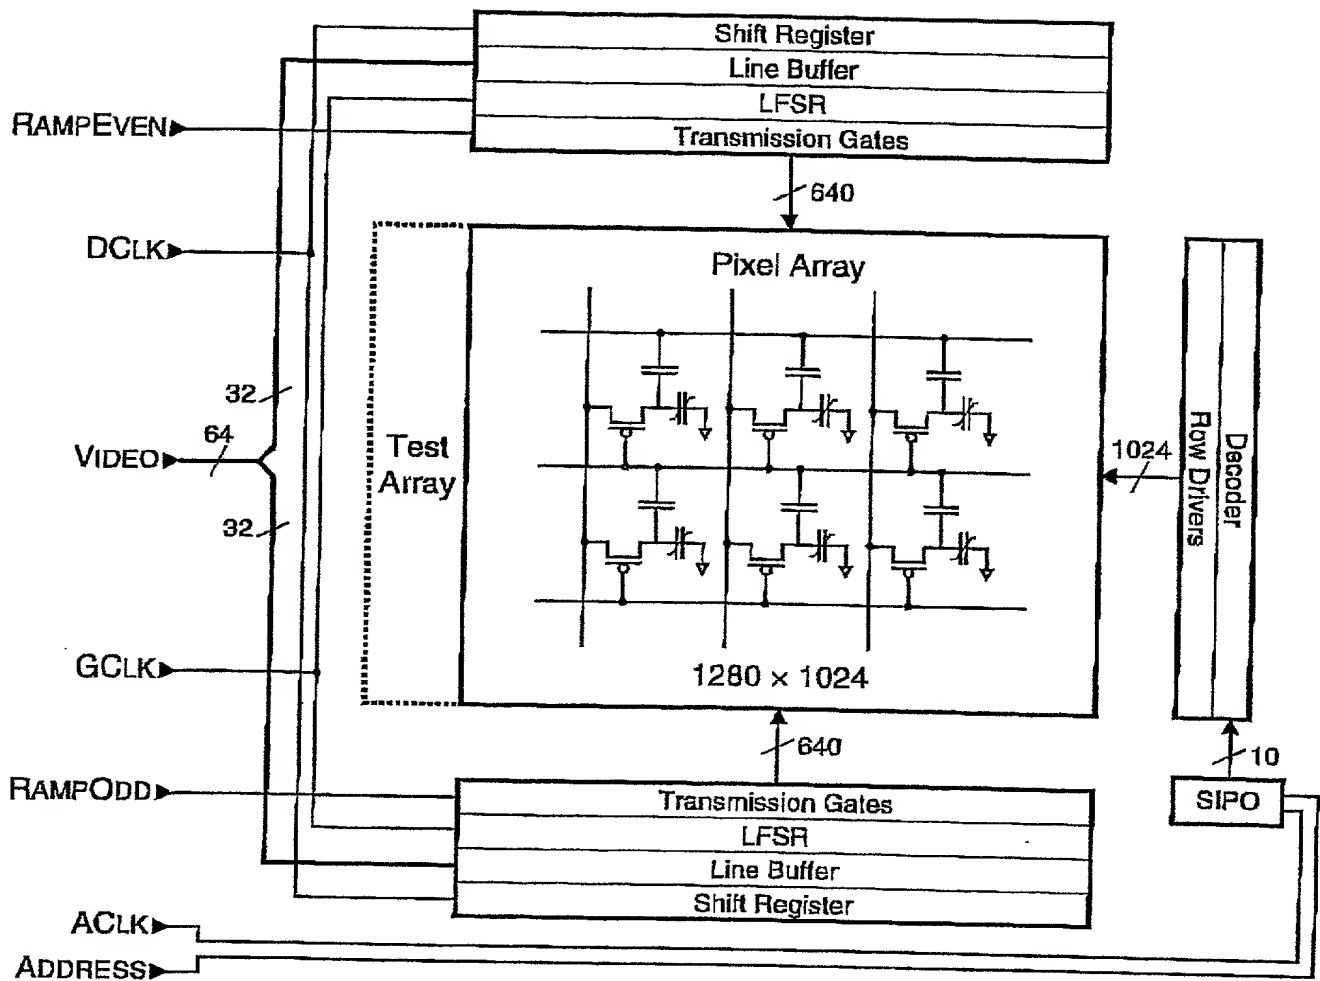 Shift Register
Line Buffer
LFSR
RAMPEVEN
Transmission Gates
640
DCLK
Pixel Array
32
Test
Array
64
VIDEO
1024
Row Drivers
Decoder
32
GCLK
1280 × 1024
640
10
RAMPODD
Transmission Gates
SIPO
LFSR
Line Buffer
Shift Register
ACLK
ADDRESS